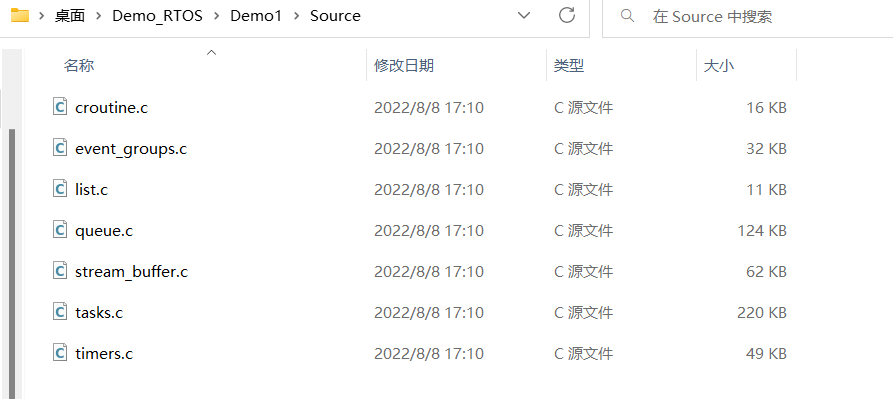 桌面 Demo_RTOS Demo1 Source 在 Source 中搜索
名称 修改日期 类型 大小
croutine.c 2022/8/8 17:10 C 源文件 16 KB
event_groups.c 2022/8/8 17:10 C 源文件 32 KB
list.c 2022/8/8 17:10 C 源文件 11 KB
queue.c 2022/8/8 17:10 C 源文件 124 KB
stream_buffer.c 2022/8/8 17:10 C 源文件 62 KB
tasks.c 2022/8/8 17:10 C 源文件 220 KB
timers.c 2022/8/8 17:10 C 源文件 49 KB